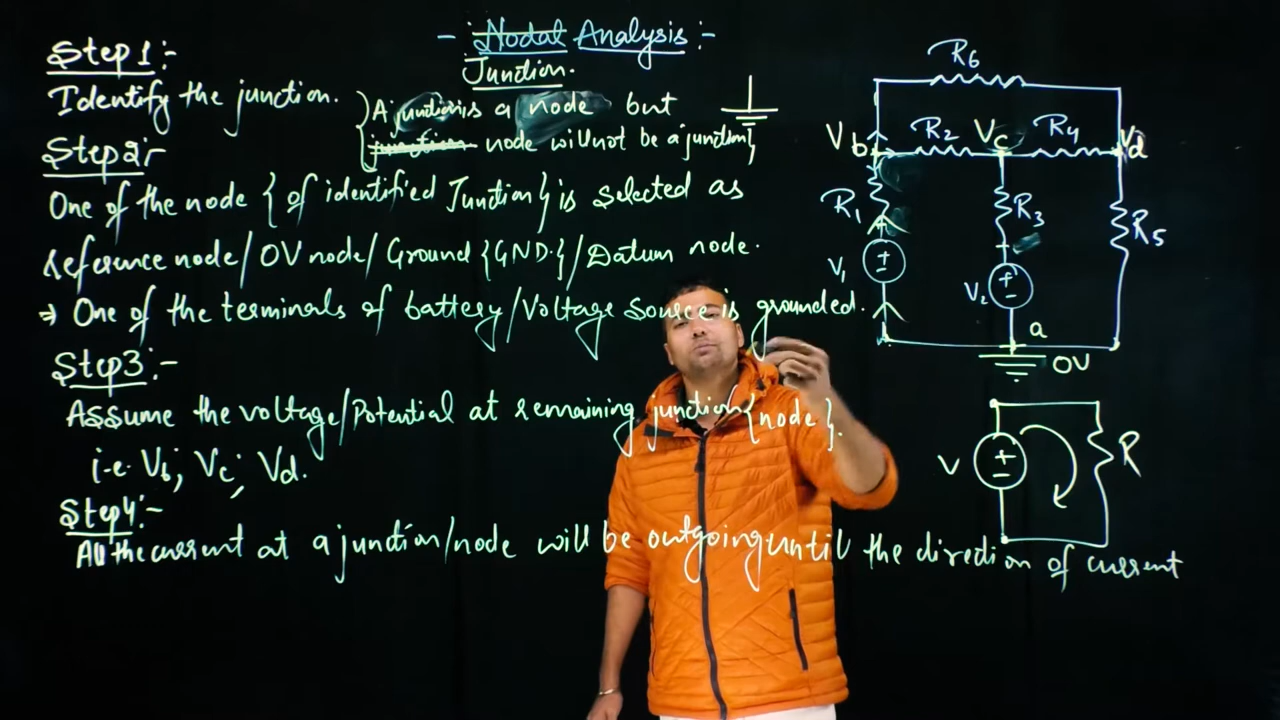 - Nodal Analysis :-
Junction.
Step 1 :-
Identify the junction.
A junction is a node but
junction node will not be a junction
Step 2:-
One of the node { of identified Junction } is selected as
reference node / 0V node / Ground {GND.} / Datum node.
⇒ One of the terminals of battery / Voltage Source is grounded.
Step 3 :-
Assume the voltage / Potential at remaining junction {node}.
i.e. Vb, Vc, Vd.
Step 4 :-
All the current at a junction/node will be outgoing until the direction of current
R6
Vb R2 Vc R4 Vd
R1 R3 R5
V1 + -
V2 + -
a
0V
V + - R